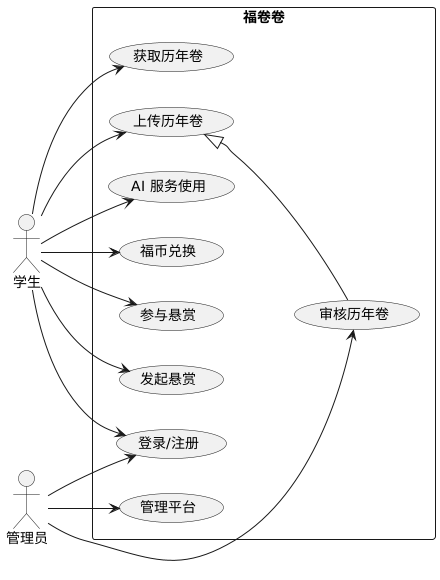 福卷卷
获取历年卷
上传历年卷
AI 服务使用
福币兑换
学生
参与悬赏
审核历年卷
发起悬赏
登录/注册
管理平台
管理员